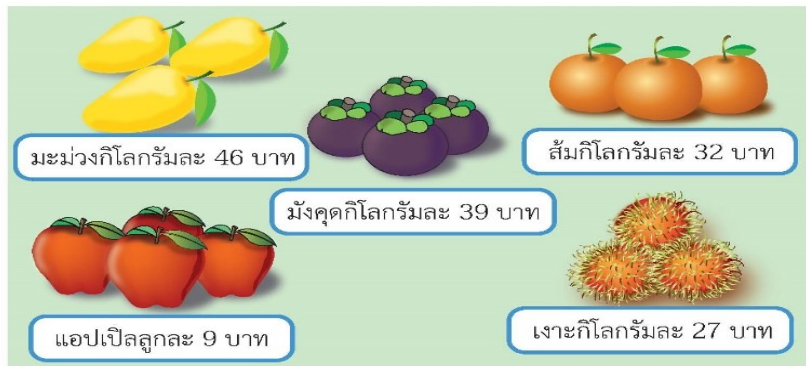 มะม่วงกิโลกรัมละ 46 บาท
ส้มกิโลกรัมละ 32 บาท
มังคุดกิโลกรัมละ 39 บาท
แอปเปิลลูกละ 9 บาท
เงาะกิโลกรัมละ 27 บาท